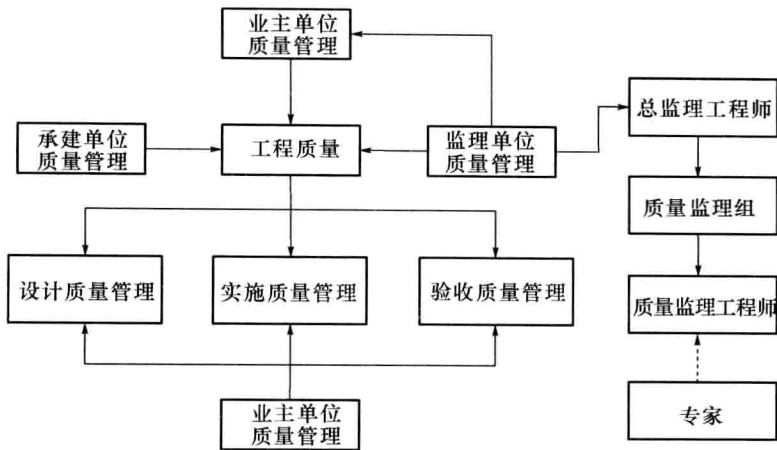 业主单位
质量管理
总监理工程师
承建单位
质量管理
工程质量
监理单位
质量管理
质量监理组
设计质量管理
实施质量管理
验收质量管理
质量监理工程师
业主单位
质量管理
专家